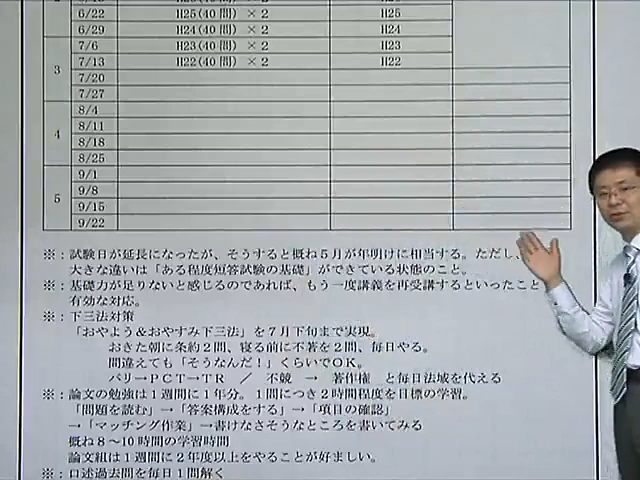 6/22 H25(40問)×2 H25
6/29 H24(40問)×2 H24
3 7/6 H23(40問)×2 H23
7/13 H22(40問)×2 H22
7/20
7/27
4 8/4
8/11
8/18
8/25
5 9/1
9/8
9/15
9/22
※：試験日が延長になったが、そうすると概ね５月が年明けに相当する。ただし、
大きな違いは「ある程度短答試験の基礎」ができている状態のこと。
※：基礎力が足りないと感じるのであれば、もう一度講義を再受講するといったこと
有効な対応。
※：下三法対策
「おやよう＆おやすみ下三法」を７月下旬まで実現。
おきた朝に条約２問、寝る前に不著を２問、毎日やる。
間違えても「そうなんだ！」くらいでＯＫ。
パリ－ＰＣＴ→ＴＲ ／ 不競 → 著作権 と毎日法域を代える
※：論文の勉強は１週間に１年分。１問につき２時間程度を目標の学習。
「問題を読む」→「答案構成をする」→「項目の確認」
→「マッチング作業」→書けなさそうなところを書いてみる
概ね８～10時間の学習時間
論文組は１週間に２年度以上をやることが好ましい。
※：口述過去問を毎日１問解く